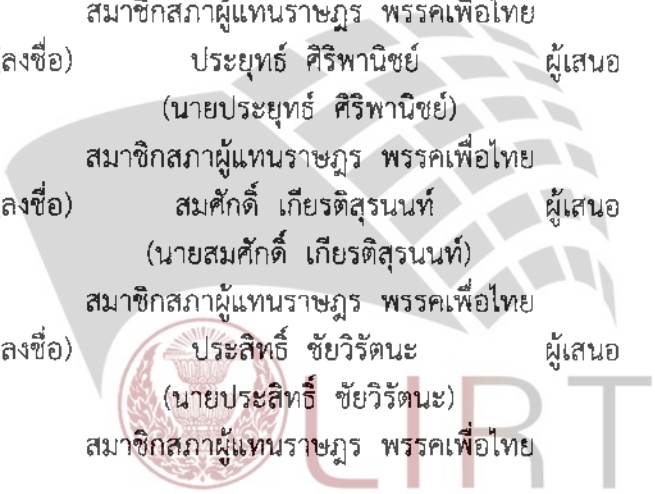 สมาชิกสภาผู้แทนราษฎร พรรคเพื่อไทย
ลงชื่อ) ประยุทธ์ ศิริพานิชย์ ผู้เสนอ
(นายประยุทธ์ ศิริพานิชย์)
สมาชิกสภาผู้แทนราษฎร พรรคเพื่อไทย
ลงชื่อ) สมศักดิ์ เกียรติสุรนนท์ ผู้เสนอ
(นายสมศักดิ์ เกียรติสุรนนท์)
สมาชิกสภาผู้แทนราษฎร พรรคเพื่อไทย
ลงชื่อ) ประสิทธิ์ ชัยวิรัตนะ ผู้เสนอ
(นายประสิทธิ์ ชัยวิรัตนะ)
สมาชิกสภาผู้แทนราษฎร พรรคเพื่อไทย
LIRT